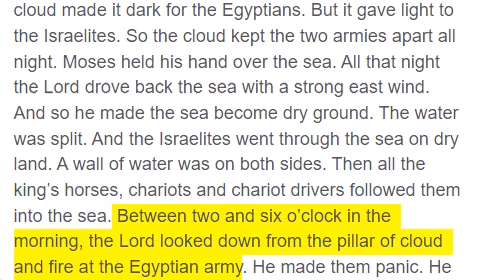 cloud made it dark for the Egyptians. But it gave light to
the Israelites. So the cloud kept the two armies apart all
night. Moses held his hand over the sea. All that night
the Lord drove back the sea with a strong east wind.
And so he made the sea become dry ground. The water
was split. And the Israelites went through the sea on dry
land. A wall of water was on both sides. Then all the
king’s horses, chariots and chariot drivers followed them
into the sea. Between two and six o’clock in the
morning, the Lord looked down from the pillar of cloud
and fire at the Egyptian army. He made them panic. He